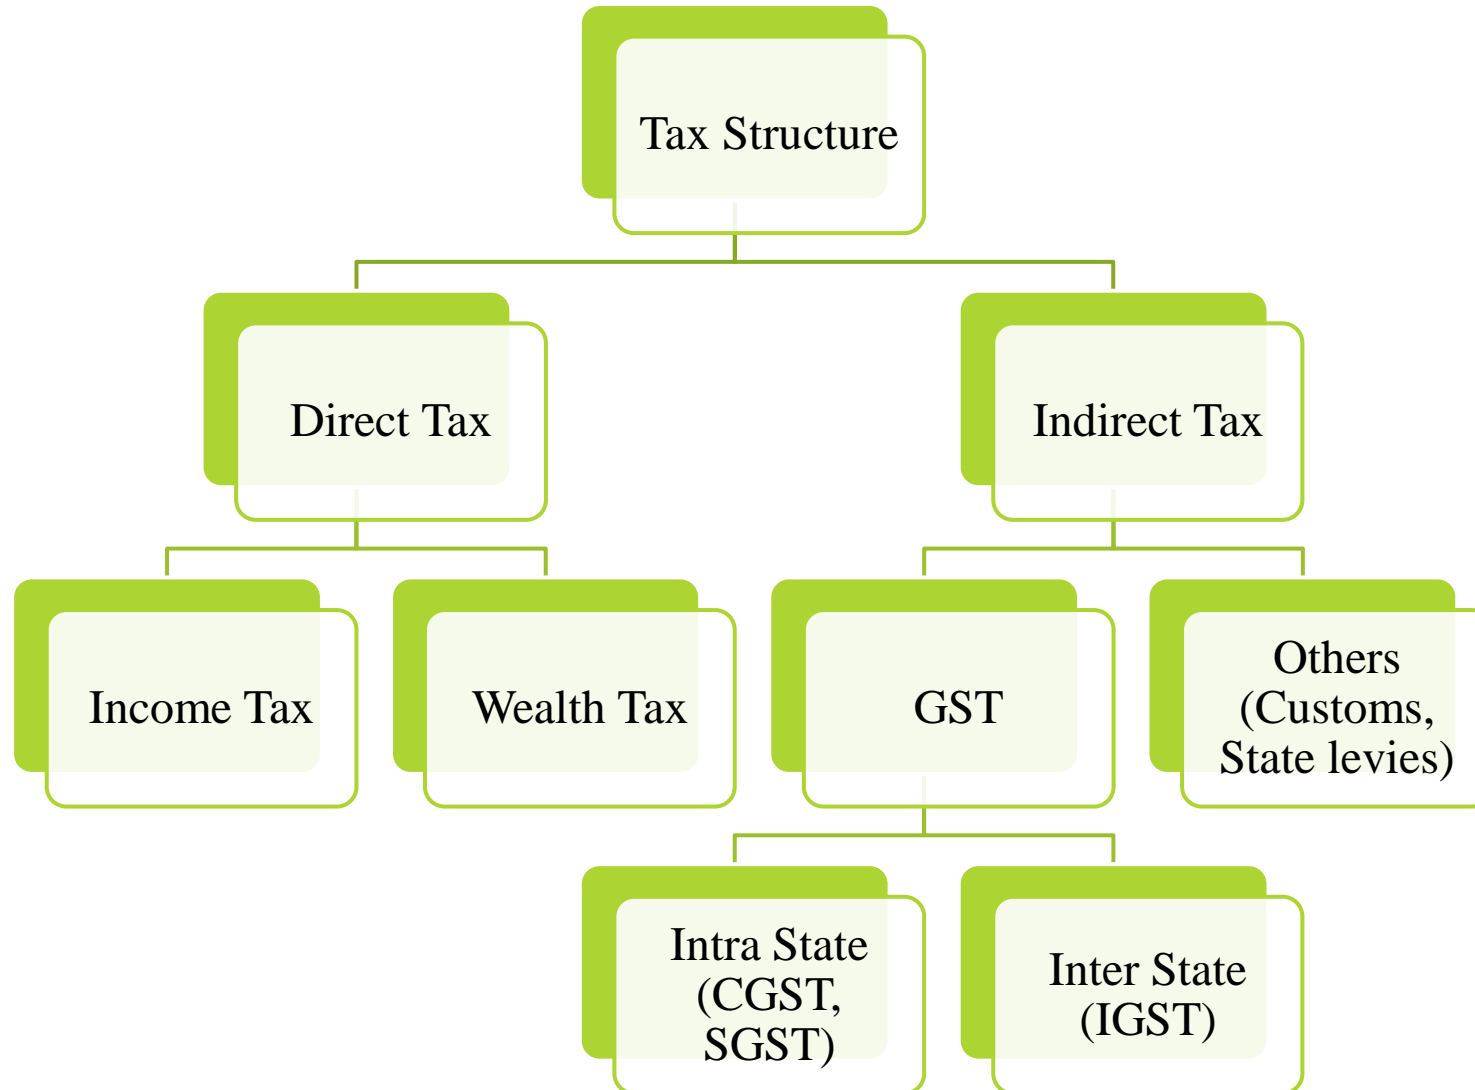 Tax Structure
Direct Tax
Indirect Tax
Income Tax
Wealth Tax
GST
Others
(Customs,
State levies)
Intra State
(CGST,
SGST)
Inter State
(IGST)